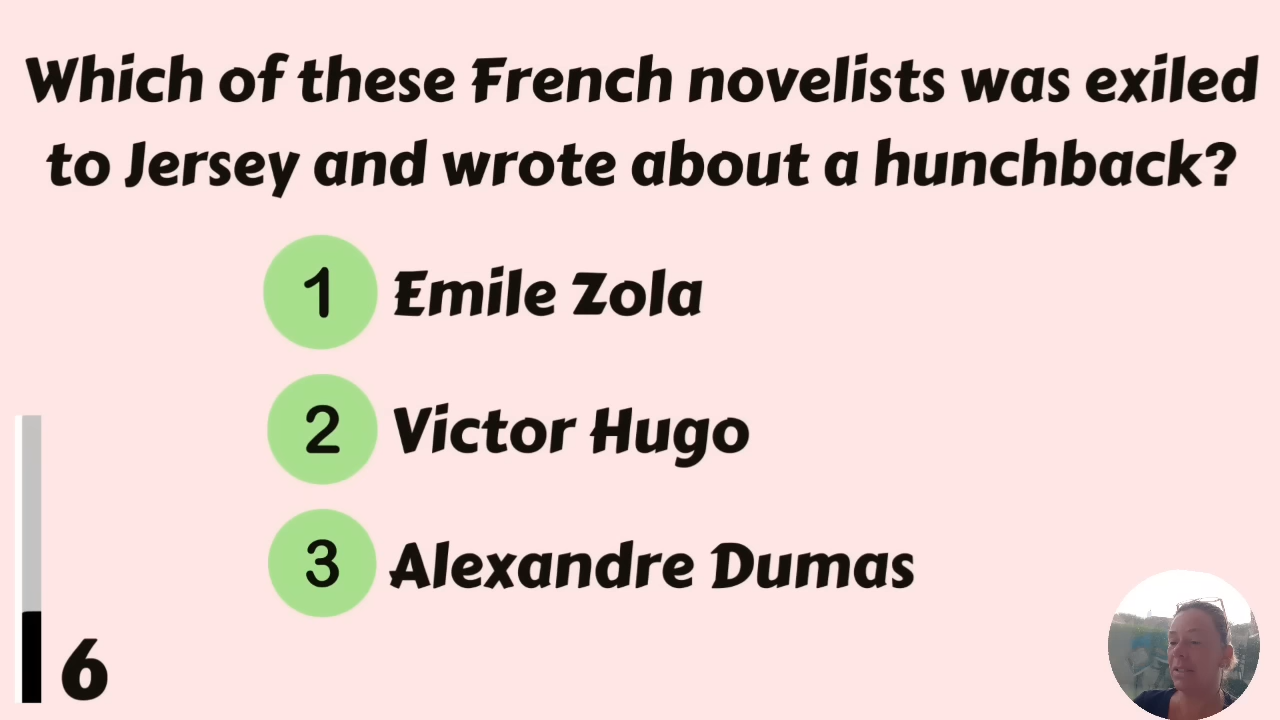 Which of these French novelists was exiled
to Jersey and wrote about a hunchback?
1 Emile Zola
2 Victor Hugo
3 Alexandre Dumas
6